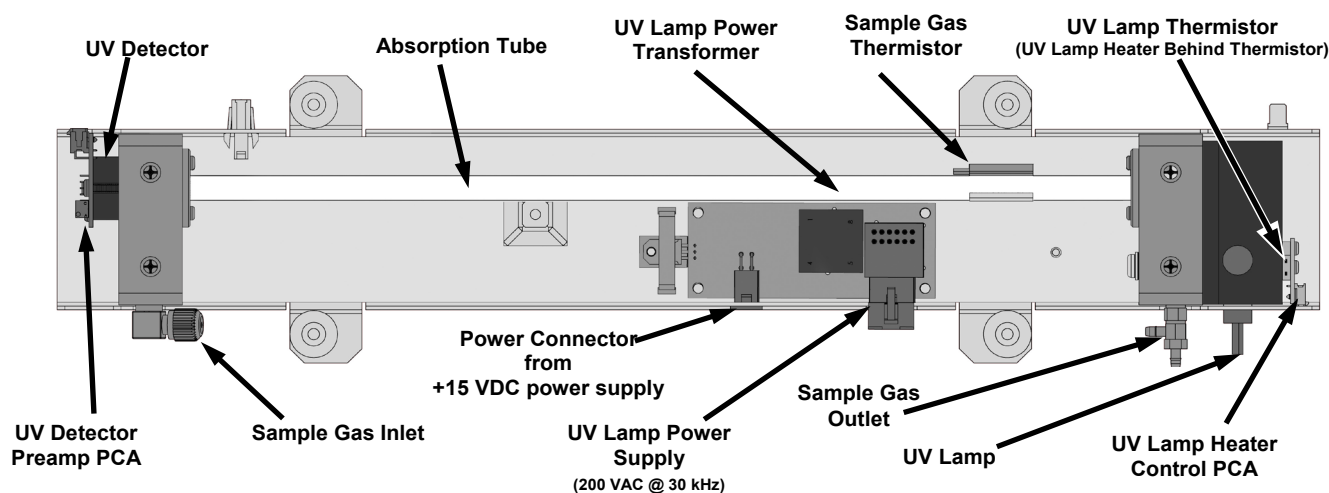 UV Detector
Absorption Tube
UV Lamp Power
Transformer
Sample Gas
Thermistor
UV Lamp Thermistor
(UV Lamp Heater Behind Thermistor)
Power Connector
from
+15 VDC power supply
UV Detector
Preamp PCA
Sample Gas Inlet
UV Lamp Power
Supply
(200 VAC @ 30 kHz)
Sample Gas
Outlet
UV Lamp
UV Lamp Heater
Control PCA